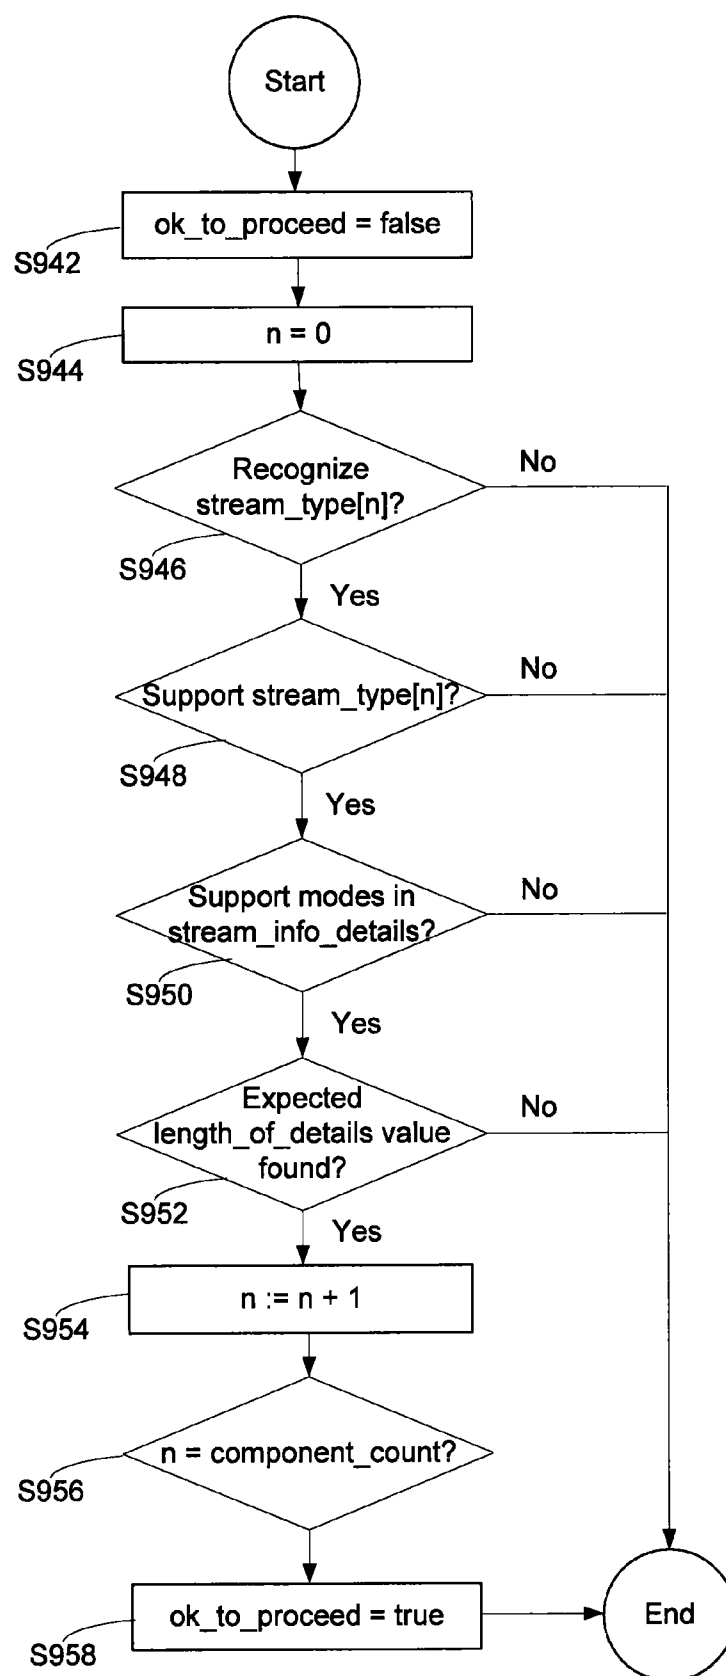 Start
ok_to_proceed = false
S942
n = 0
S944
Recognize
stream_type[n]?
No
S946
Yes
Support stream_type[n]?
No
S948
Yes
Support modes in
stream_info_details?
No
S950
Yes
Expected
length_of_details value
found?
No
S952
Yes
n := n + 1
S954
n = component_count?
S956
ok_to_proceed = true
End
S958